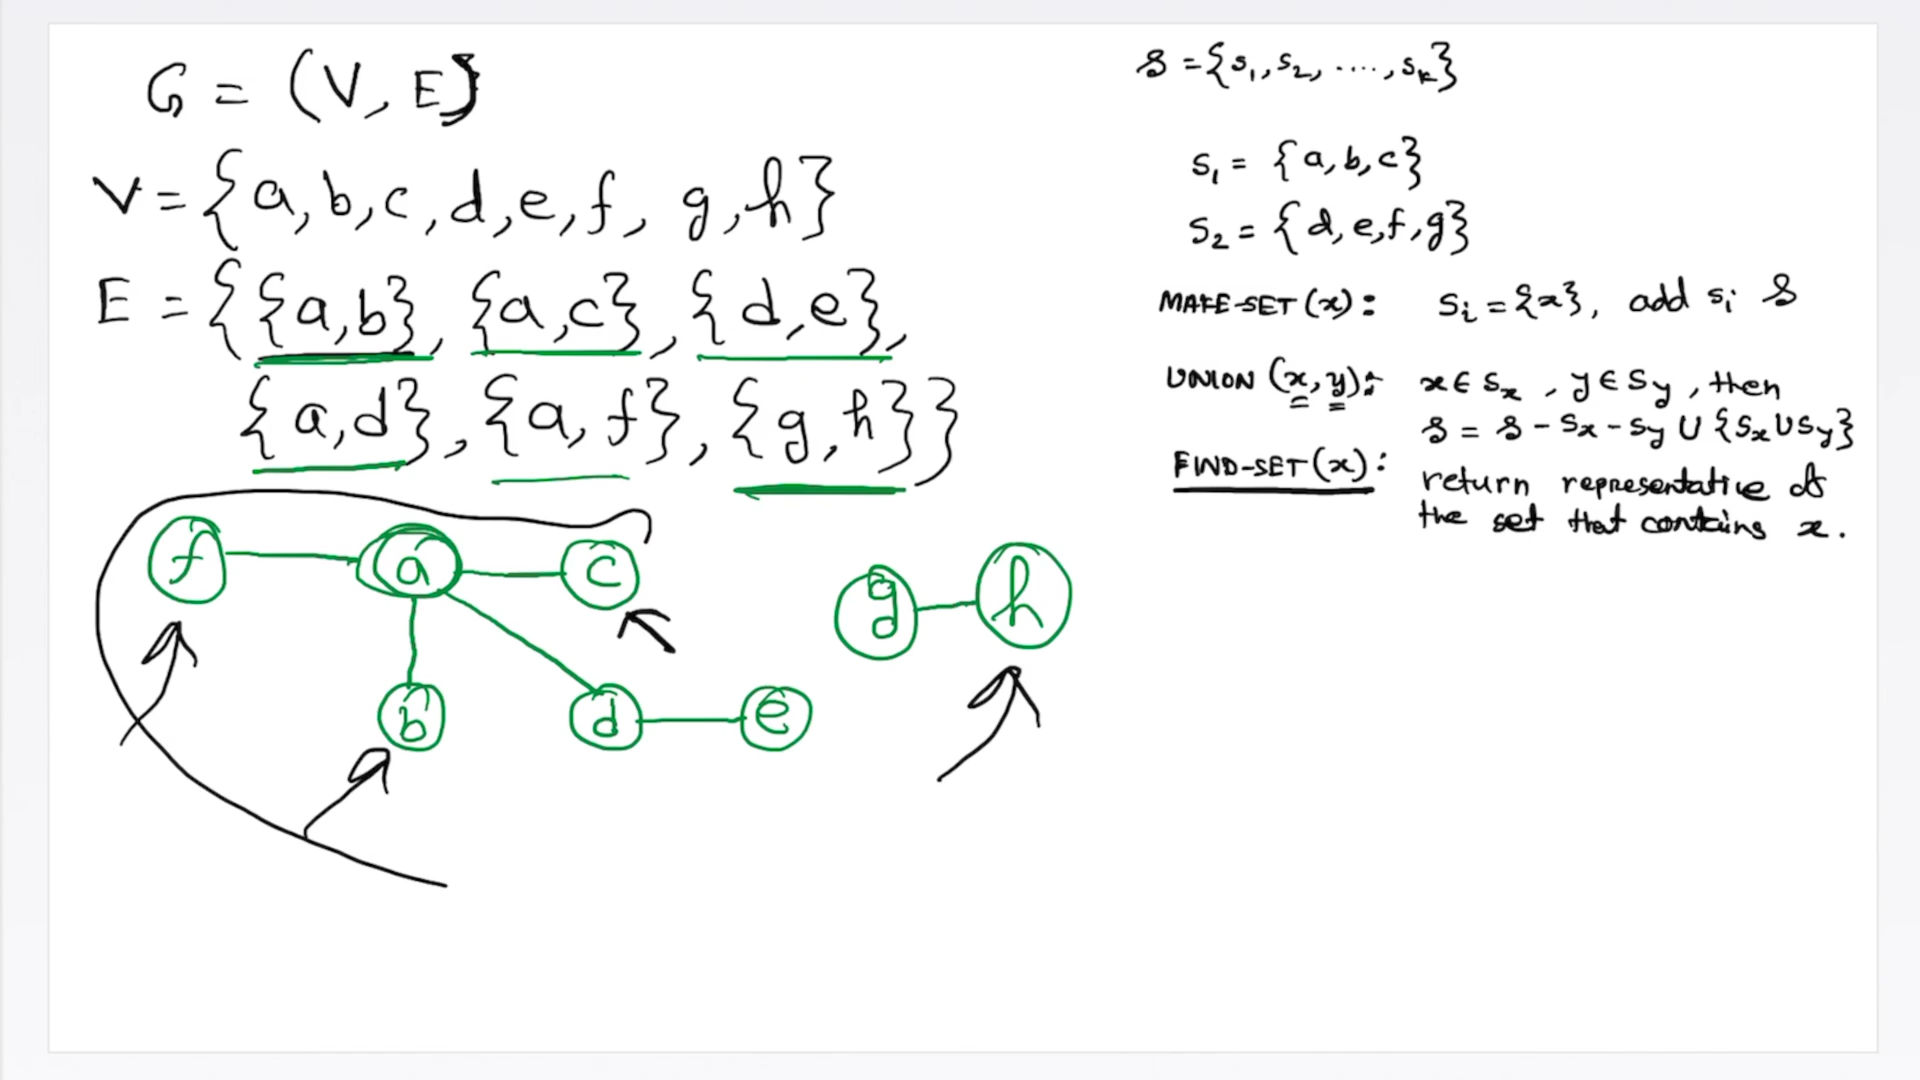 G = (V, E)
V = {a, b, c, d, e, f, g, h}
E = {{a,b}, {a,c}, {d,e},
{a,d}, {a,f}, {g,h}}
f a c
b d e
g h
S = {S1, S2, ...., Sk}
S1 = {a, b, c}
S2 = {d, e, f, g}
MAKE-SET (x): Si = {x}, add Si S
UNION (x, y): x ∈ Sx , y ∈ Sy , then
S = S - Sx - Sy ∪ {Sx ∪ Sy}
FIND-SET (x): return representative of
the set that contains x.